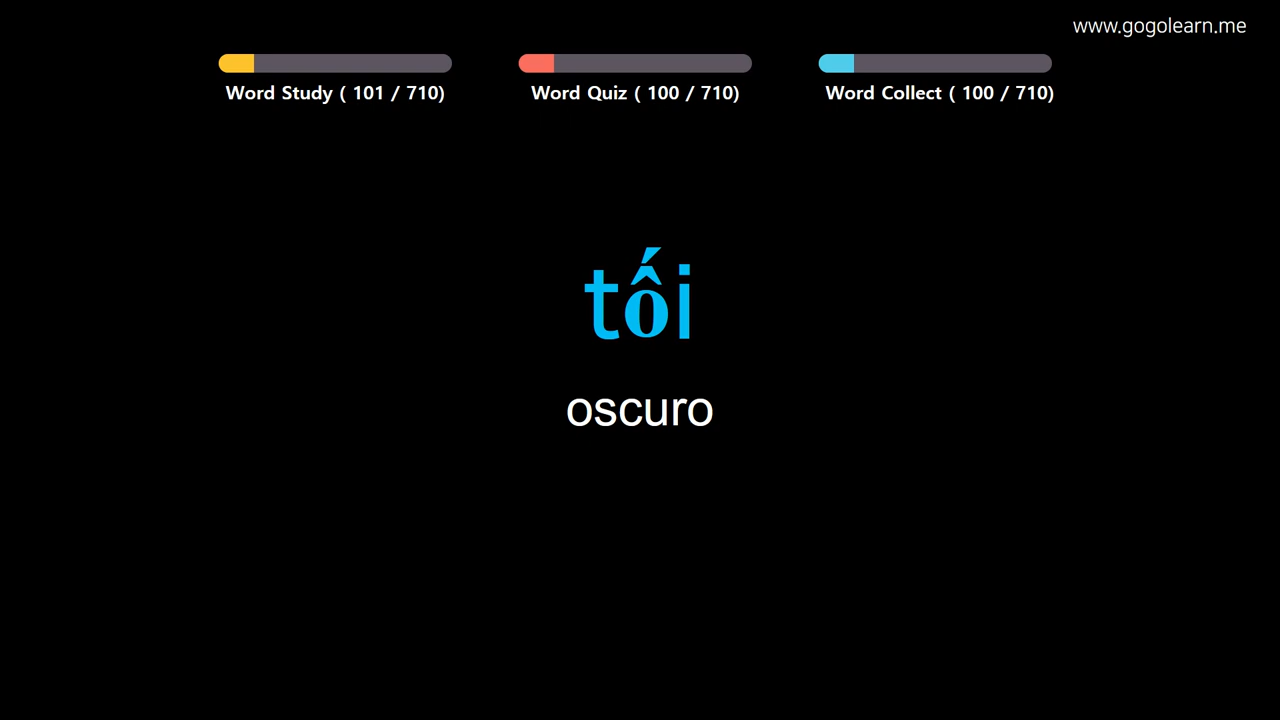 www.gogolearn.me
Word Study ( 101 / 710)
Word Quiz ( 100 / 710)
Word Collect ( 100 / 710)
tối
oscuro